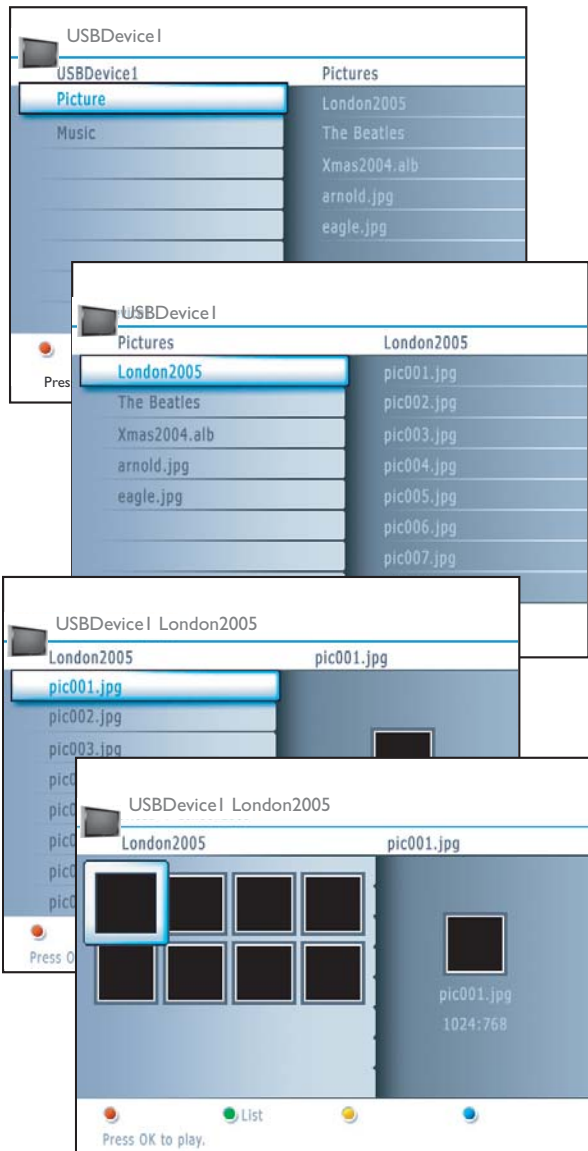 USBDevice1
USBDevice1 Pictures
Picture London2005
Music The Beatles
Xmas2004.alb
arnold.jpg
eagle.jpg
Pres
USBDevice1
Pictures London2005
London2005 pic001.jpg
The Beatles pic002.jpg
Xmas2004.alb pic003.jpg
arnold.jpg pic004.jpg
eagle.jpg pic005.jpg
pic006.jpg
pic007.jpg
USBDevice1 London2005
London2005 pic001.jpg
pic001.jpg
pic002.jpg
pic003.jpg
Press O
USBDevice1 London2005
London2005 pic001.jpg
pic001.jpg
1024:768
List
Press OK to play.